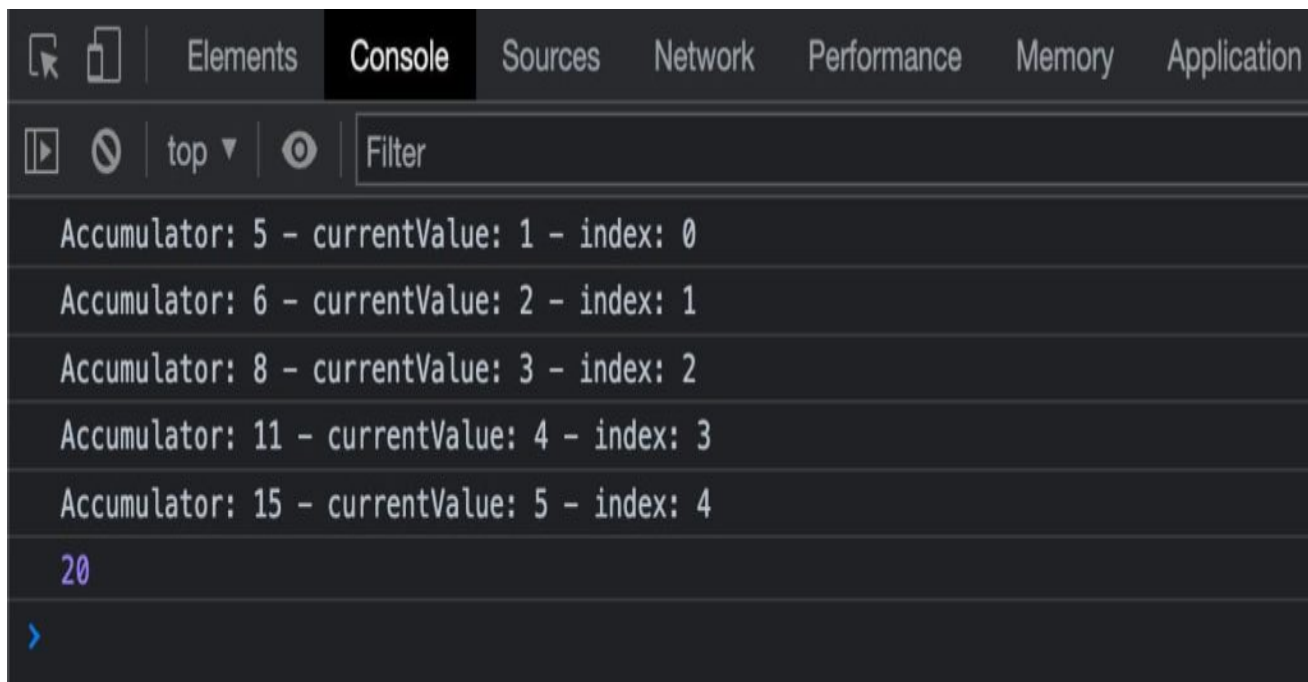 Elements Console Sources Network Performance Memory Application
top Filter
Accumulator: 5 – currentValue: 1 – index: 0
Accumulator: 6 – currentValue: 2 – index: 1
Accumulator: 8 – currentValue: 3 – index: 2
Accumulator: 11 – currentValue: 4 – index: 3
Accumulator: 15 – currentValue: 5 – index: 4
20